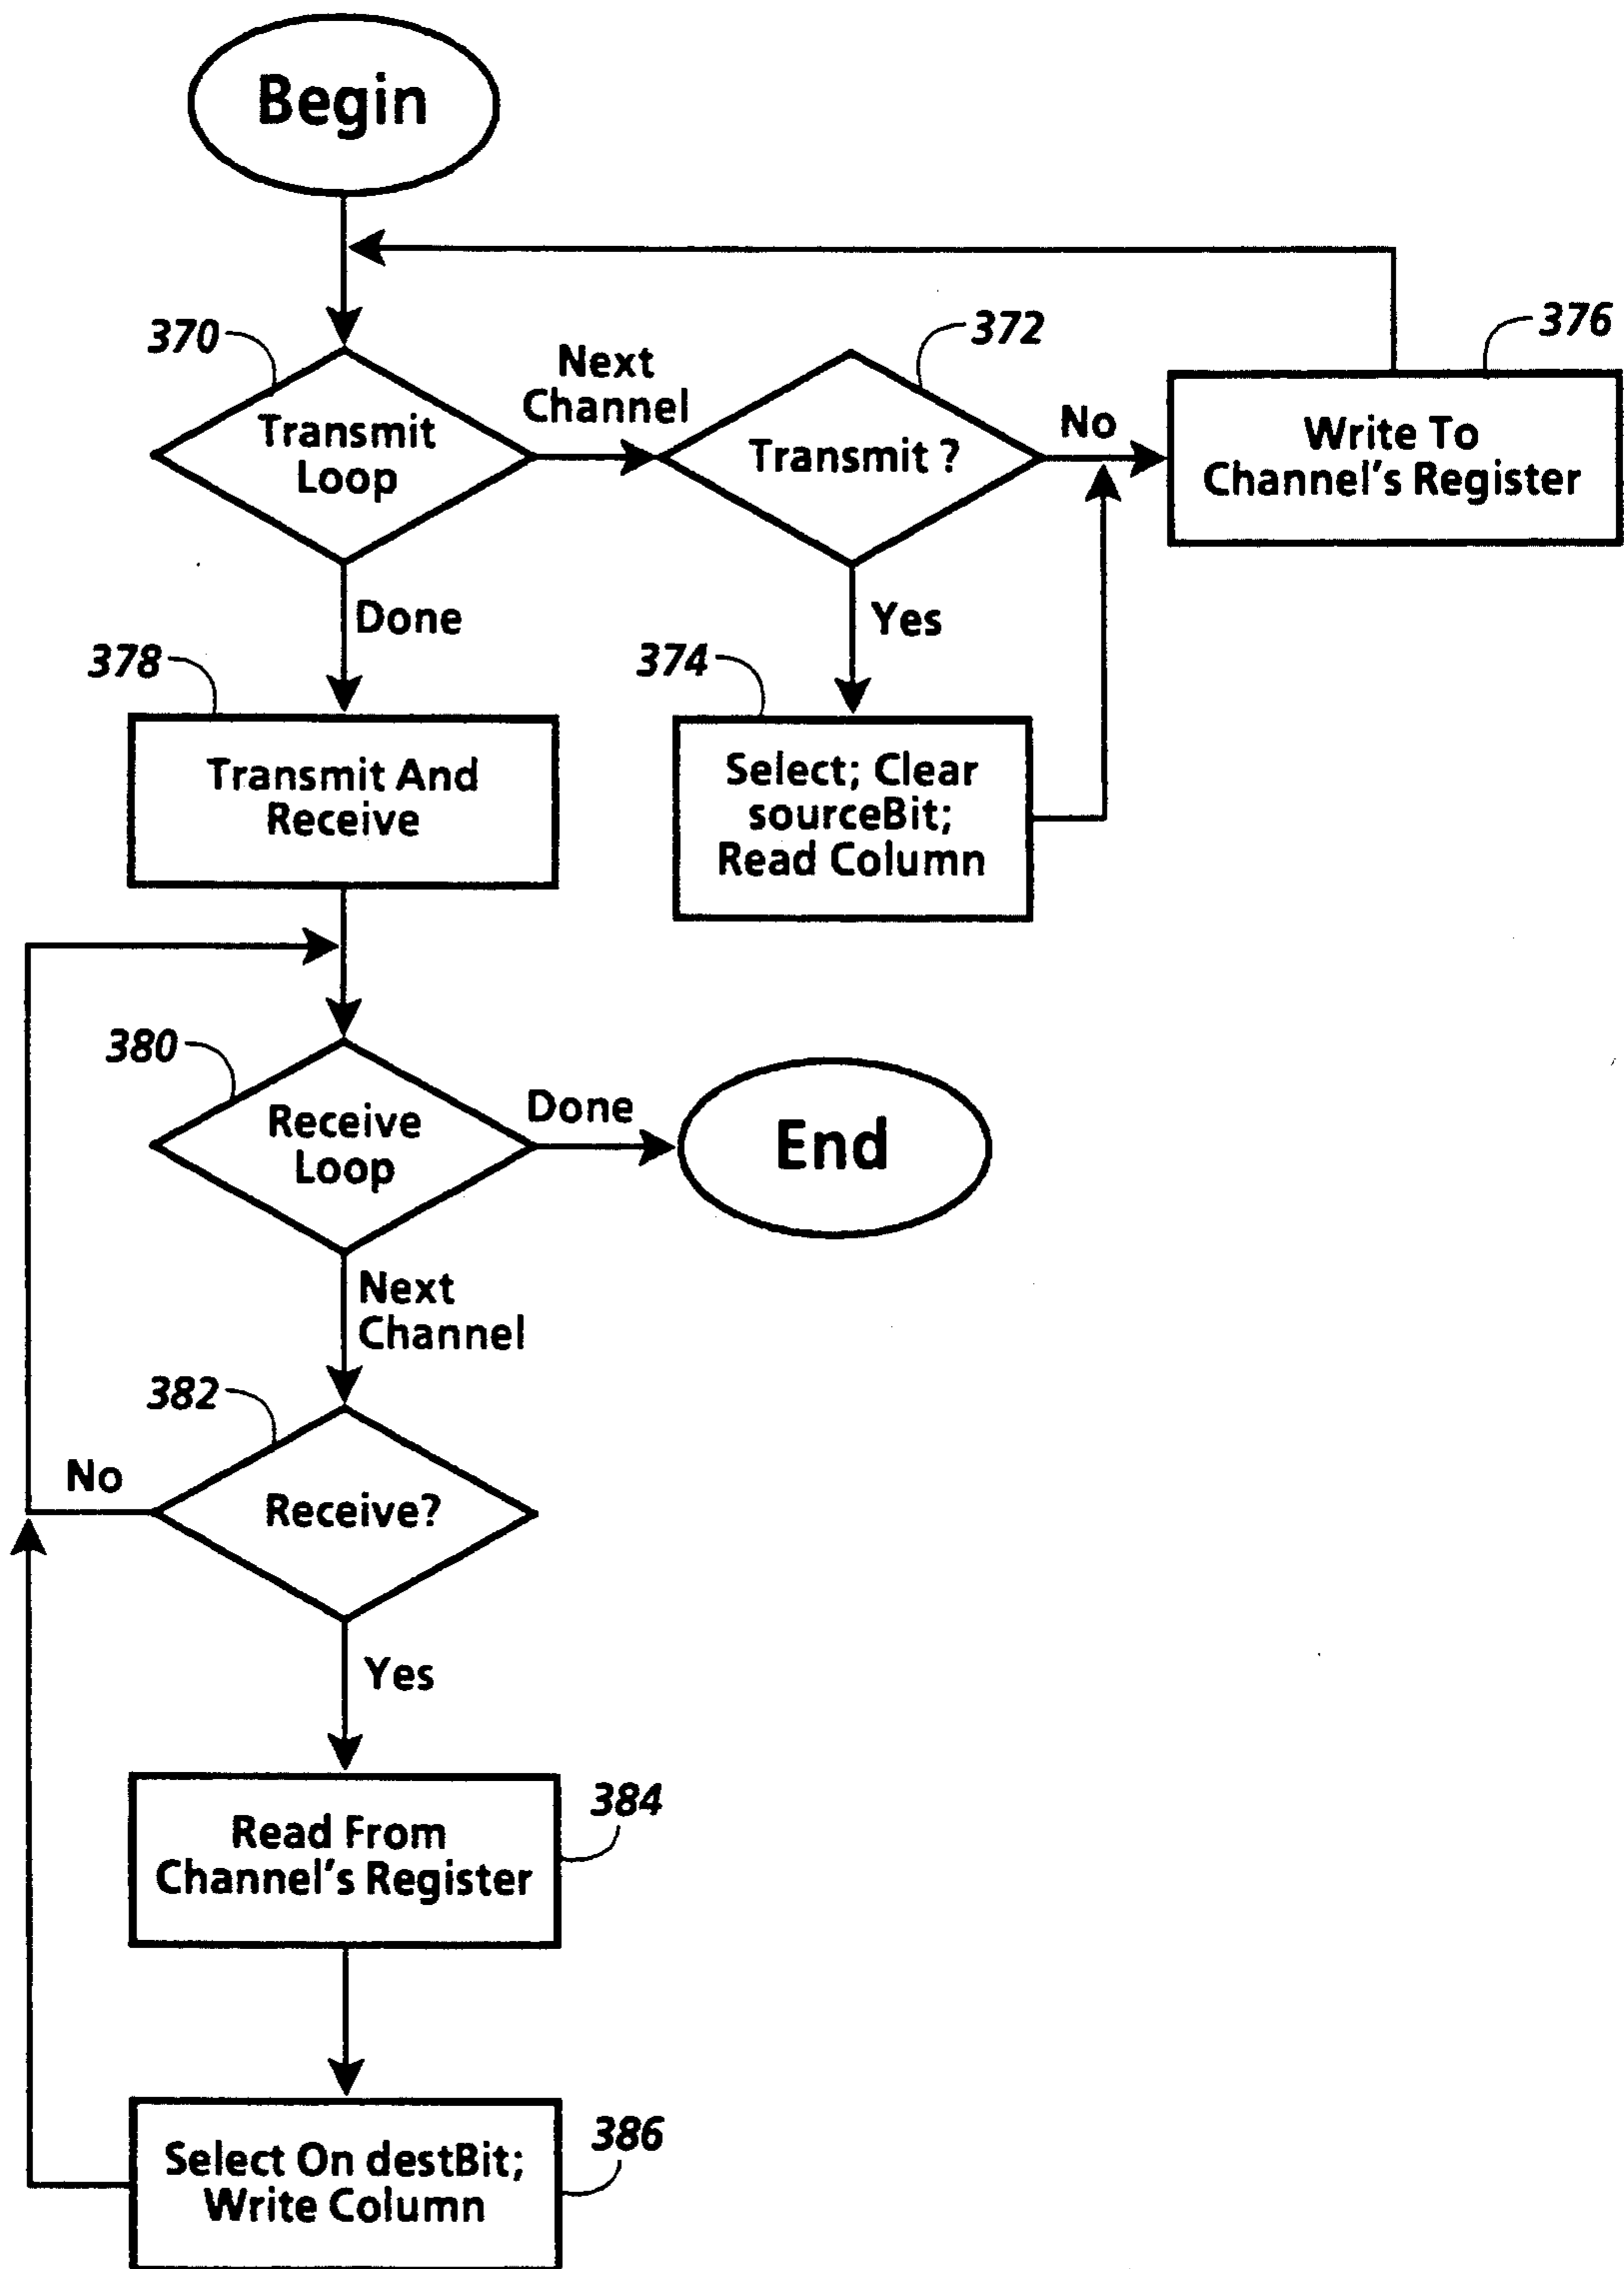 Begin
370
Transmit
Loop
Next
Channel
372
Transmit ?
No
376
Write To
Channel's Register
Done
Yes
378
Transmit And
Receive
374
Select; Clear
sourceBit;
Read Column
380
Receive
Loop
Done
End
Next
Channel
382
No
Receive?
Yes
384
Read From
Channel's Register
386
Select On destBit;
Write Column